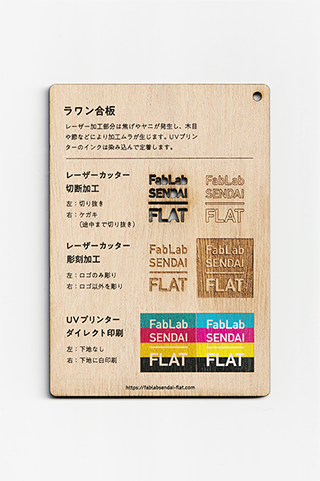 ラワン合板
レーザー加工部分は焦げやヤニが発生し、木目
や節などにより加工ムラが生じます。UVプリン
ターのインクは染み込んで定着します。
レーザーカッター
切断加工
左：切り抜き
右：ケガキ
（途中まで切り抜き）
FabLab
SENDAI
FLAT
FabLab
SENDAI
FLAT
レーザーカッター
彫刻加工
左：ロゴのみ彫り
右：ロゴ以外を彫り
FabLab
SENDAI
FLAT
FabLab
SENDAI
FLAT
UVプリンター
ダイレクト印刷
左：下地なし
右：下地に白印刷
FabLab
SENDAI
FLAT
FabLab
SENDAI
FLAT
https://fablabsendai-flat.com